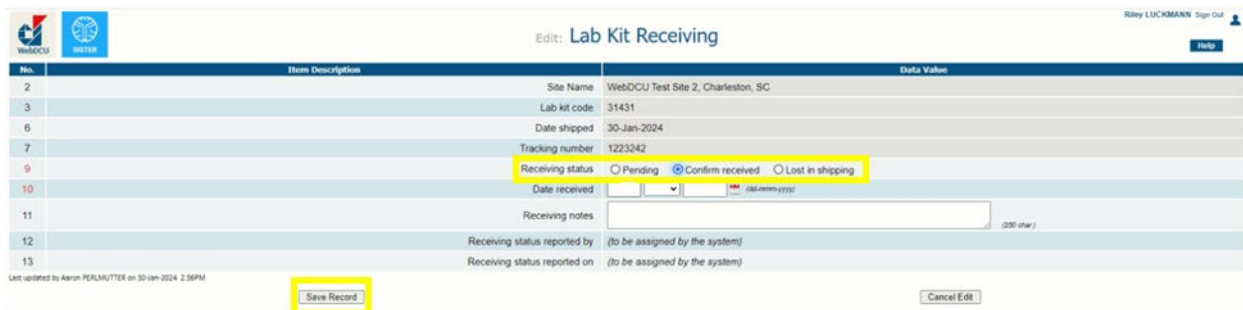 WebDCU
SISTER
Edit: Lab Kit Receiving
Riley LUCKMANN Sign Out
Help
No. Item Description Data Value
2 Site Name WebDCU Test Site 2, Charleston, SC
3 Lab kit code 31431
6 Date shipped 30-Jan-2024
7 Tracking number 1223242
9 Receiving status Pending Confirm received Lost in shipping
10 Date received (dd-mmm-yyyy)
11 Receiving notes (250 char.)
12 Receiving status reported by (to be assigned by the system)
13 Receiving status reported on (to be assigned by the system)
Last updated by Aaron PERLMUTTER on 30-Jan-2024 2:56PM
Save Record Cancel Edit